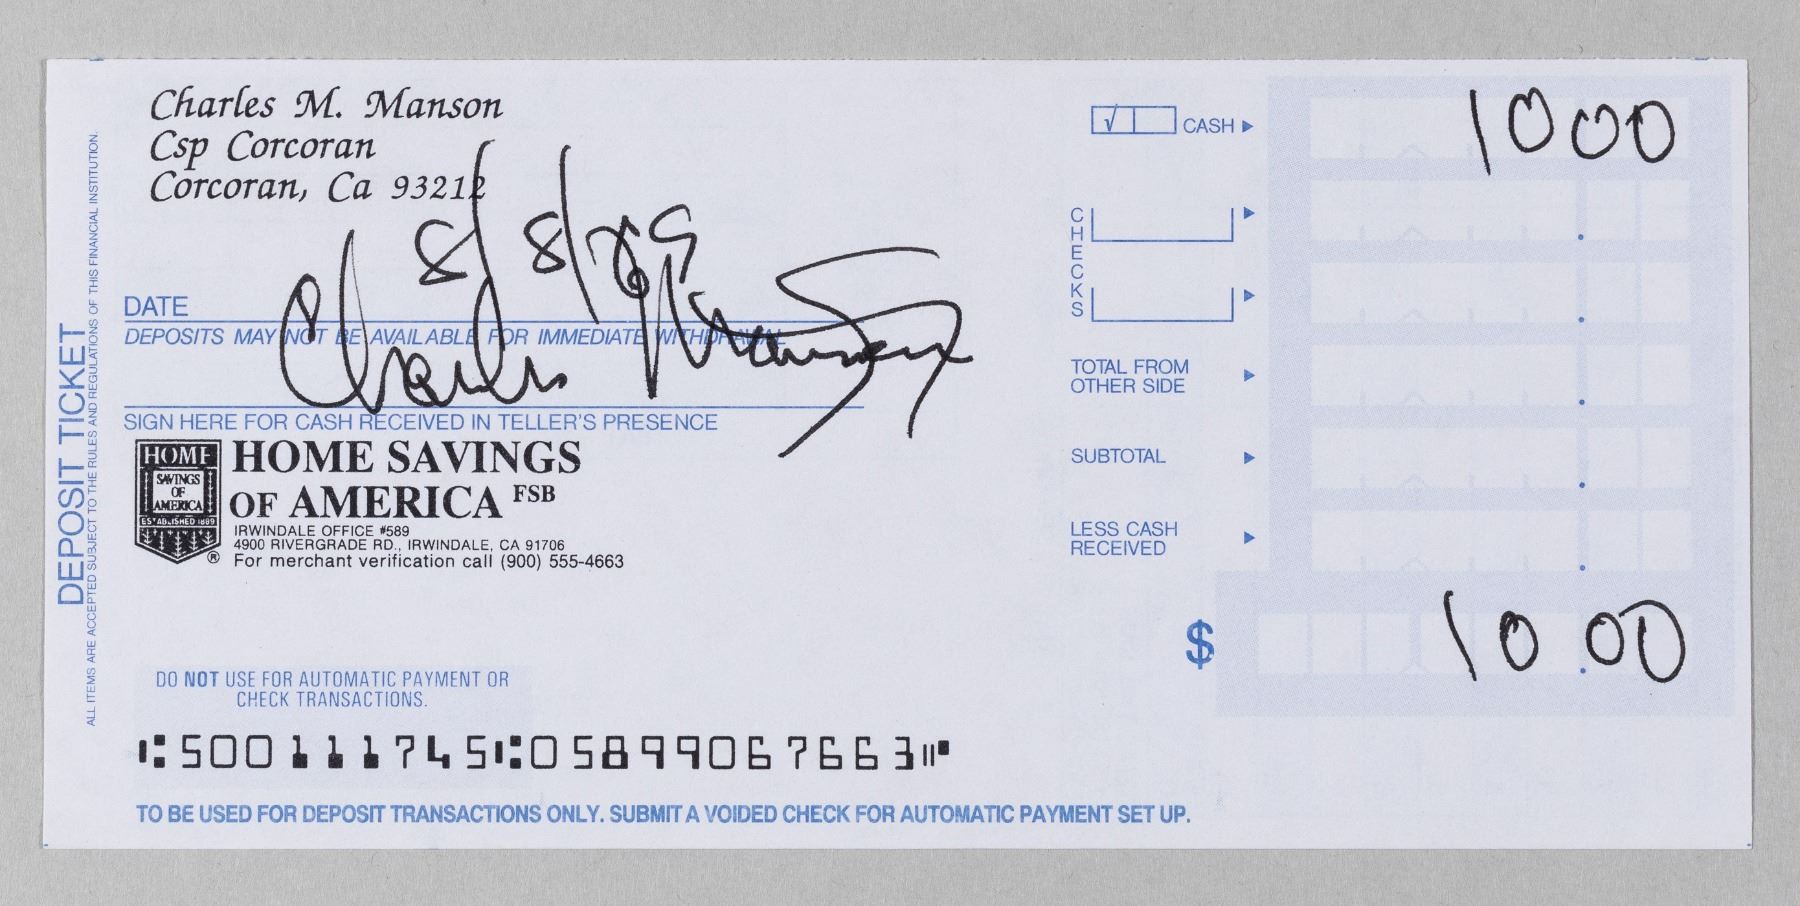 Charles M. Manson
Csp Corcoran
Corcoran, Ca 93212
DATE 8/8/
DEPOSITS MAY NOT BE AVAILABLE FOR IMMEDIATE WITHDRAWAL
Charles Manson
SIGN HERE FOR CASH RECEIVED IN TELLER'S PRESENCE
HOME
SAVINGS
OF
AMERICA
ESTABLISHED 1889
®
HOME SAVINGS
OF AMERICA FSB
IRWINDALE OFFICE #589
4900 RIVERGRADE RD., IRWINDALE, CA 91706
For merchant verification call (900) 555-4663
DO NOT USE FOR AUTOMATIC PAYMENT OR
CHECK TRANSACTIONS.
⑆500111745⑆05899067663⑈
TO BE USED FOR DEPOSIT TRANSACTIONS ONLY. SUBMIT A VOIDED CHECK FOR AUTOMATIC PAYMENT SET UP.
DEPOSIT TICKET
ALL ITEMS ARE ACCEPTED SUBJECT TO THE RULES AND REGULATIONS OF THIS FINANCIAL INSTITUTION.
√ CASH ▶ 1000
CHECKS
TOTAL FROM
OTHER SIDE ▶
SUBTOTAL ▶
LESS CASH
RECEIVED ▶
$ 10.00